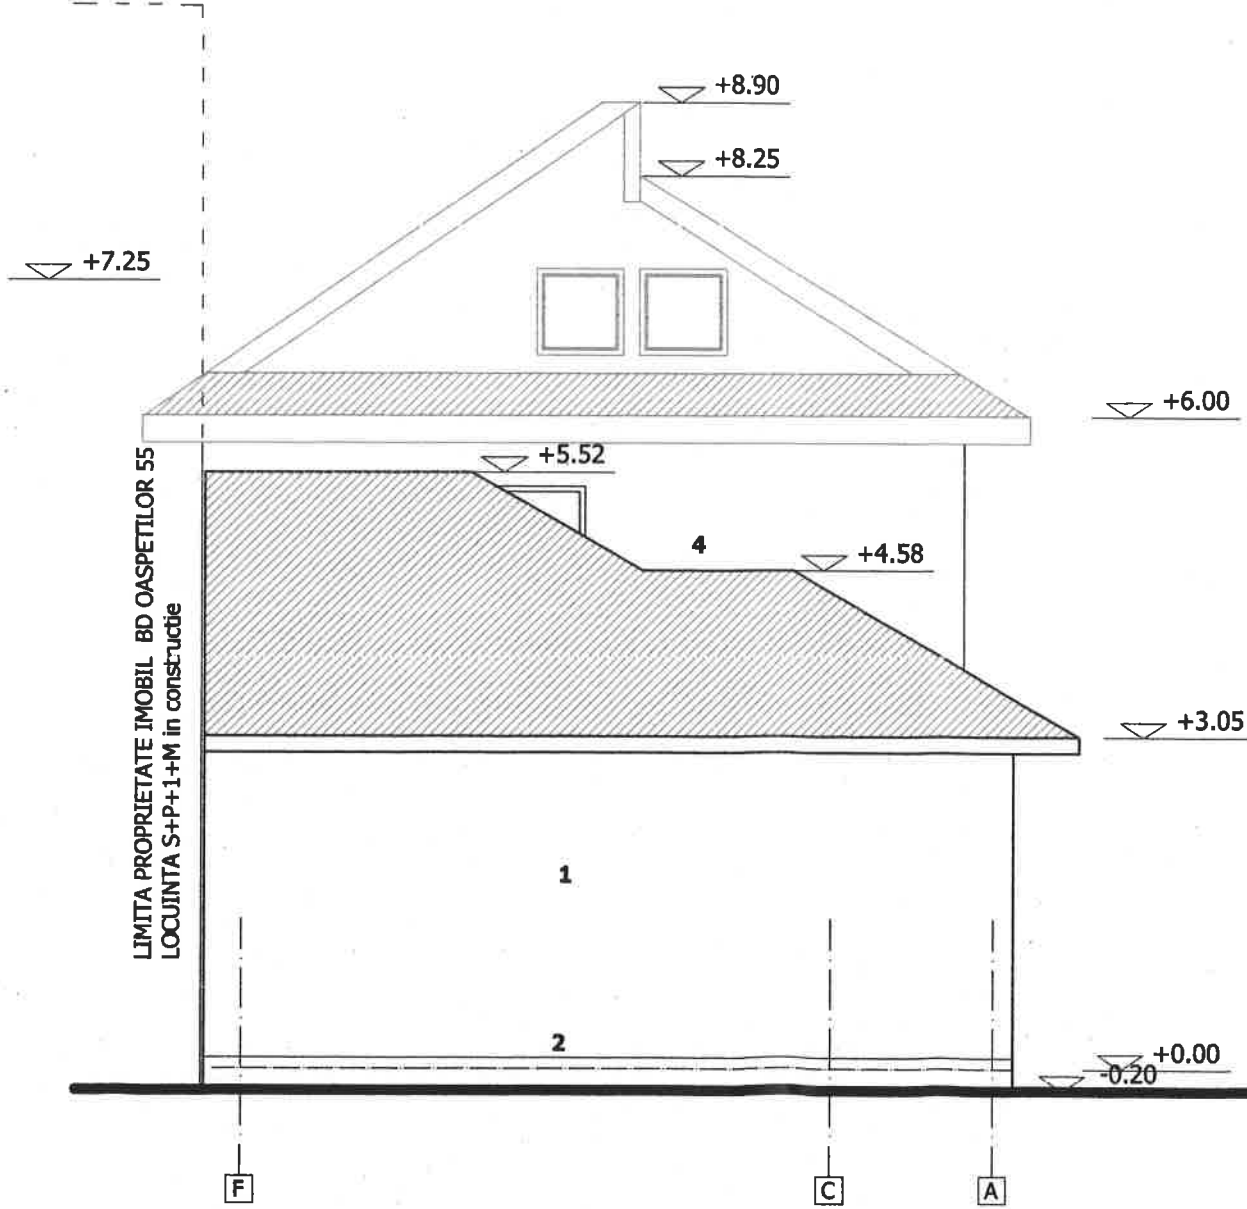 +8.90
+8.25
+7.25
+6.00
+5.52
4
+4.58
LIMITA PROPRIETATE IMOBIL BD OASPETILOR 55
LOCUINTA S+P+1+M in constructie
+3.05
1
2
+0.00
-0.20
F
C
A